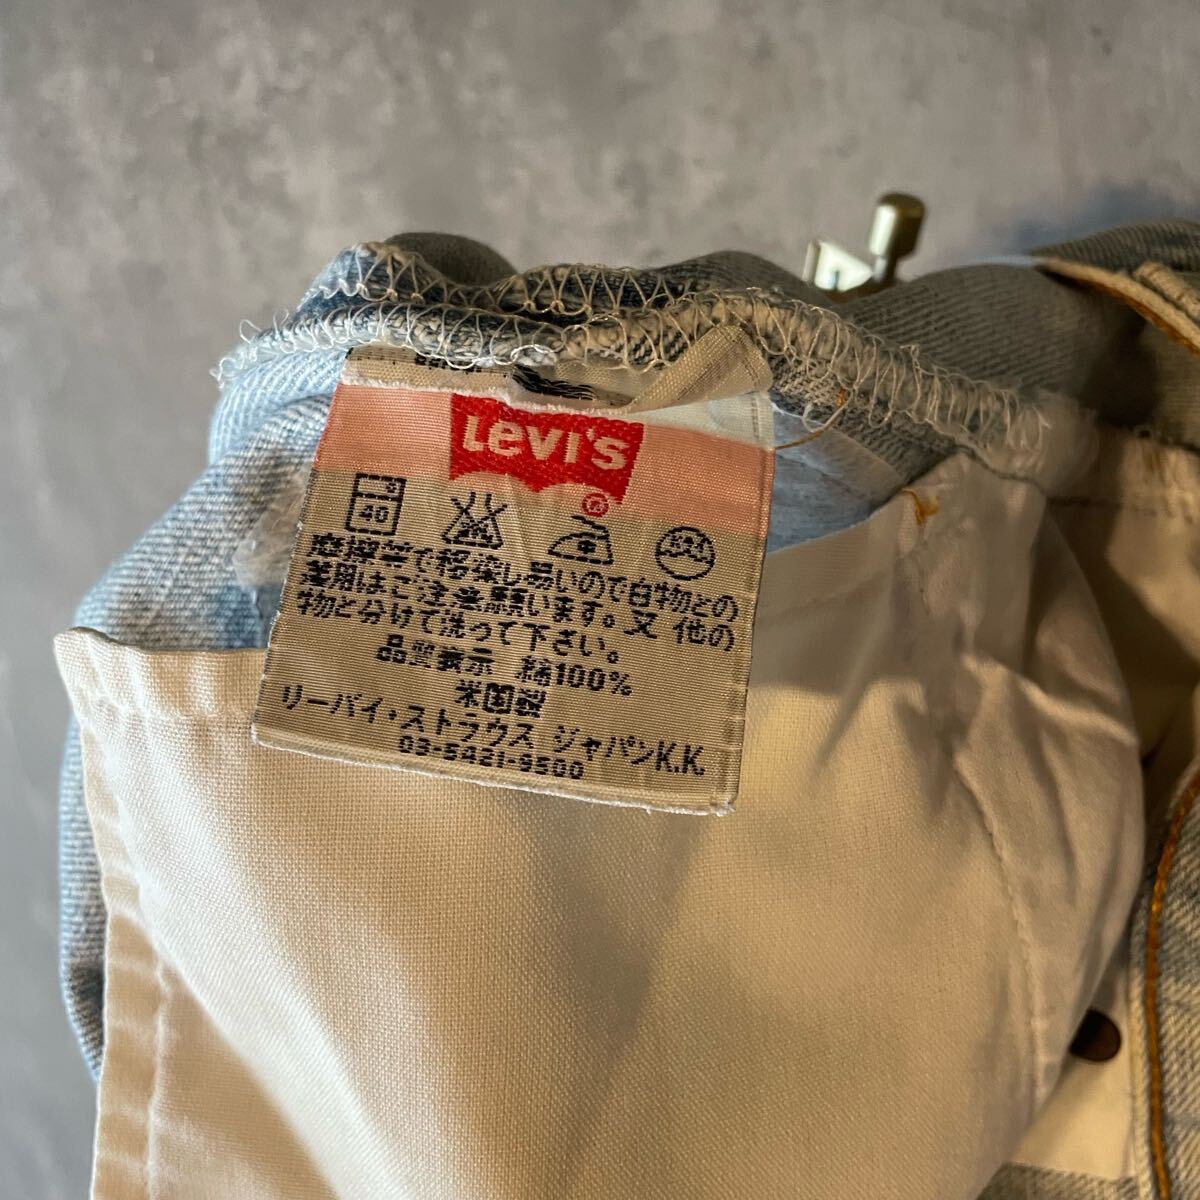 Levi's
®
40
摩擦等で移染し易いので白物との
着用はご注意願います。又 他の
物と分けて洗って下さい。
品質表示 綿100%
米国製
リーバイ・ストラウス ジャパンK.K.
03-5421-9500